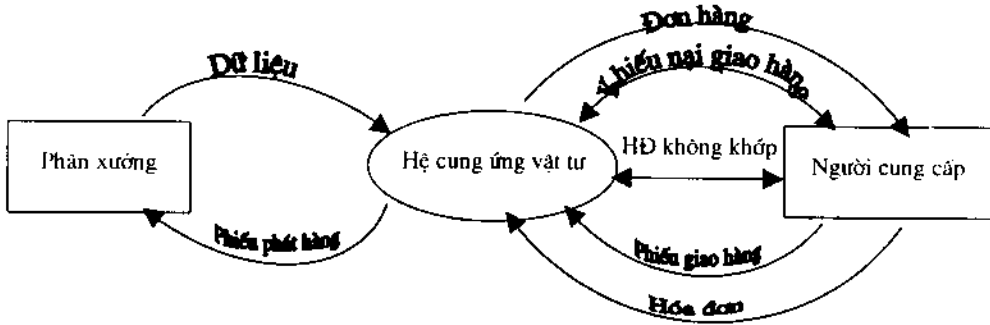 Đơn hàng
Khiếu nại giao hàng
Dữ liệu
HĐ không khớp
Phân xưởng
Hệ cung ứng vật tư
Người cung cấp
Phiếu phát hàng
Phiếu giao hàng
Hóa đơn